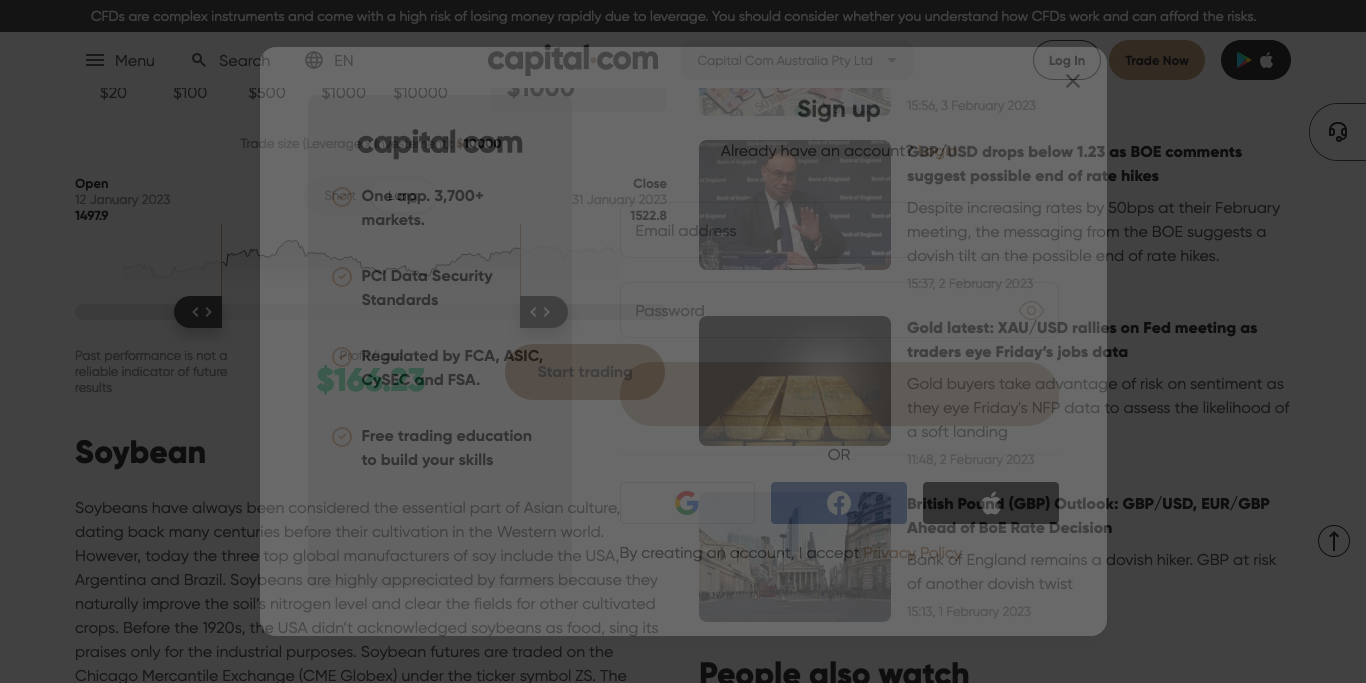 CFDs are complex instruments and come with a high risk of losing money rapidly due to leverage. You should consider whether you understand how CFDs work and can afford the risks.
Menu
Search
EN
capital.com
Capital Com Australia Pty Ltd
Log In
Trade Now
$20
$100
$500
$1000
$10000
$1000
Trade size (Leverage
$10000
Short
Open
12 January 2023
1497.9
Close
31 January 2023
1522.8
Past performance is not a
reliable indicator of future
results
$166.23
Start trading
Soybean
Soybeans have always been considered the essential part of Asian culture,
dating back many centuries before their cultivation in the Western world.
However, today the three top global manufacturers of soy include the USA,
Argentina and Brazil. Soybeans are highly appreciated by farmers because they
naturally improve the soil's nitrogen level and clear the fields for other cultivated
crops. Before the 1920s, the USA didn't acknowledged soybeans as food, sing its
praises only for the industrial purposes. Soybean futures are traded on the
Chicago Mercantile Exchange (CME Globex) under the ticker symbol ZS. The
capital.com
One app. 3,700+
markets.
PCI Data Security
Standards
Regulated by FCA, ASIC,
CySEC and FSA.
Free trading education
to build your skills
Sign up
Already have an account?
Email address
Password
OR
By creating an account, I accept Privacy Policy
15:56, 3 February 2023
GBP/USD drops below 1.23 as BOE comments
suggest possible end of rate hikes
Despite increasing rates by 50bps at their February
meeting, the messaging from the BOE suggests a
dovish tilt an the possible end of rate hikes.
15:37, 2 February 2023
Gold latest: XAU/USD rallies on Fed meeting as
traders eye Friday's jobs data
Gold buyers take advantage of risk on sentiment as
they eye Friday's NFP data to assess the likelihood of
a soft landing
11:48, 2 February 2023
British Pound (GBP) Outlook: GBP/USD, EUR/GBP
Ahead of BoE Rate Decision
Bank of England remains a dovish hiker. GBP at risk
of another dovish twist
15:13, 1 February 2023
People also watch